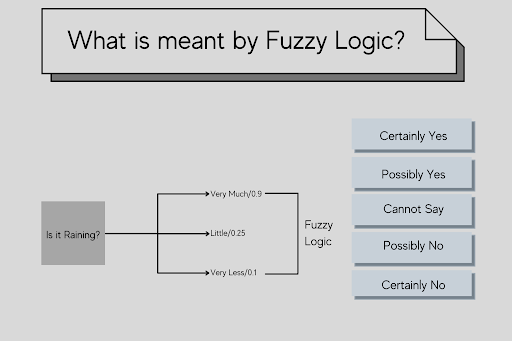 What is meant by Fuzzy Logic?
Is it Raining?
Very Much/0.9
Little/0.25
Very Less/0.1
Fuzzy
Logic
Certainly Yes
Possibly Yes
Cannot Say
Possibly No
Certainly No